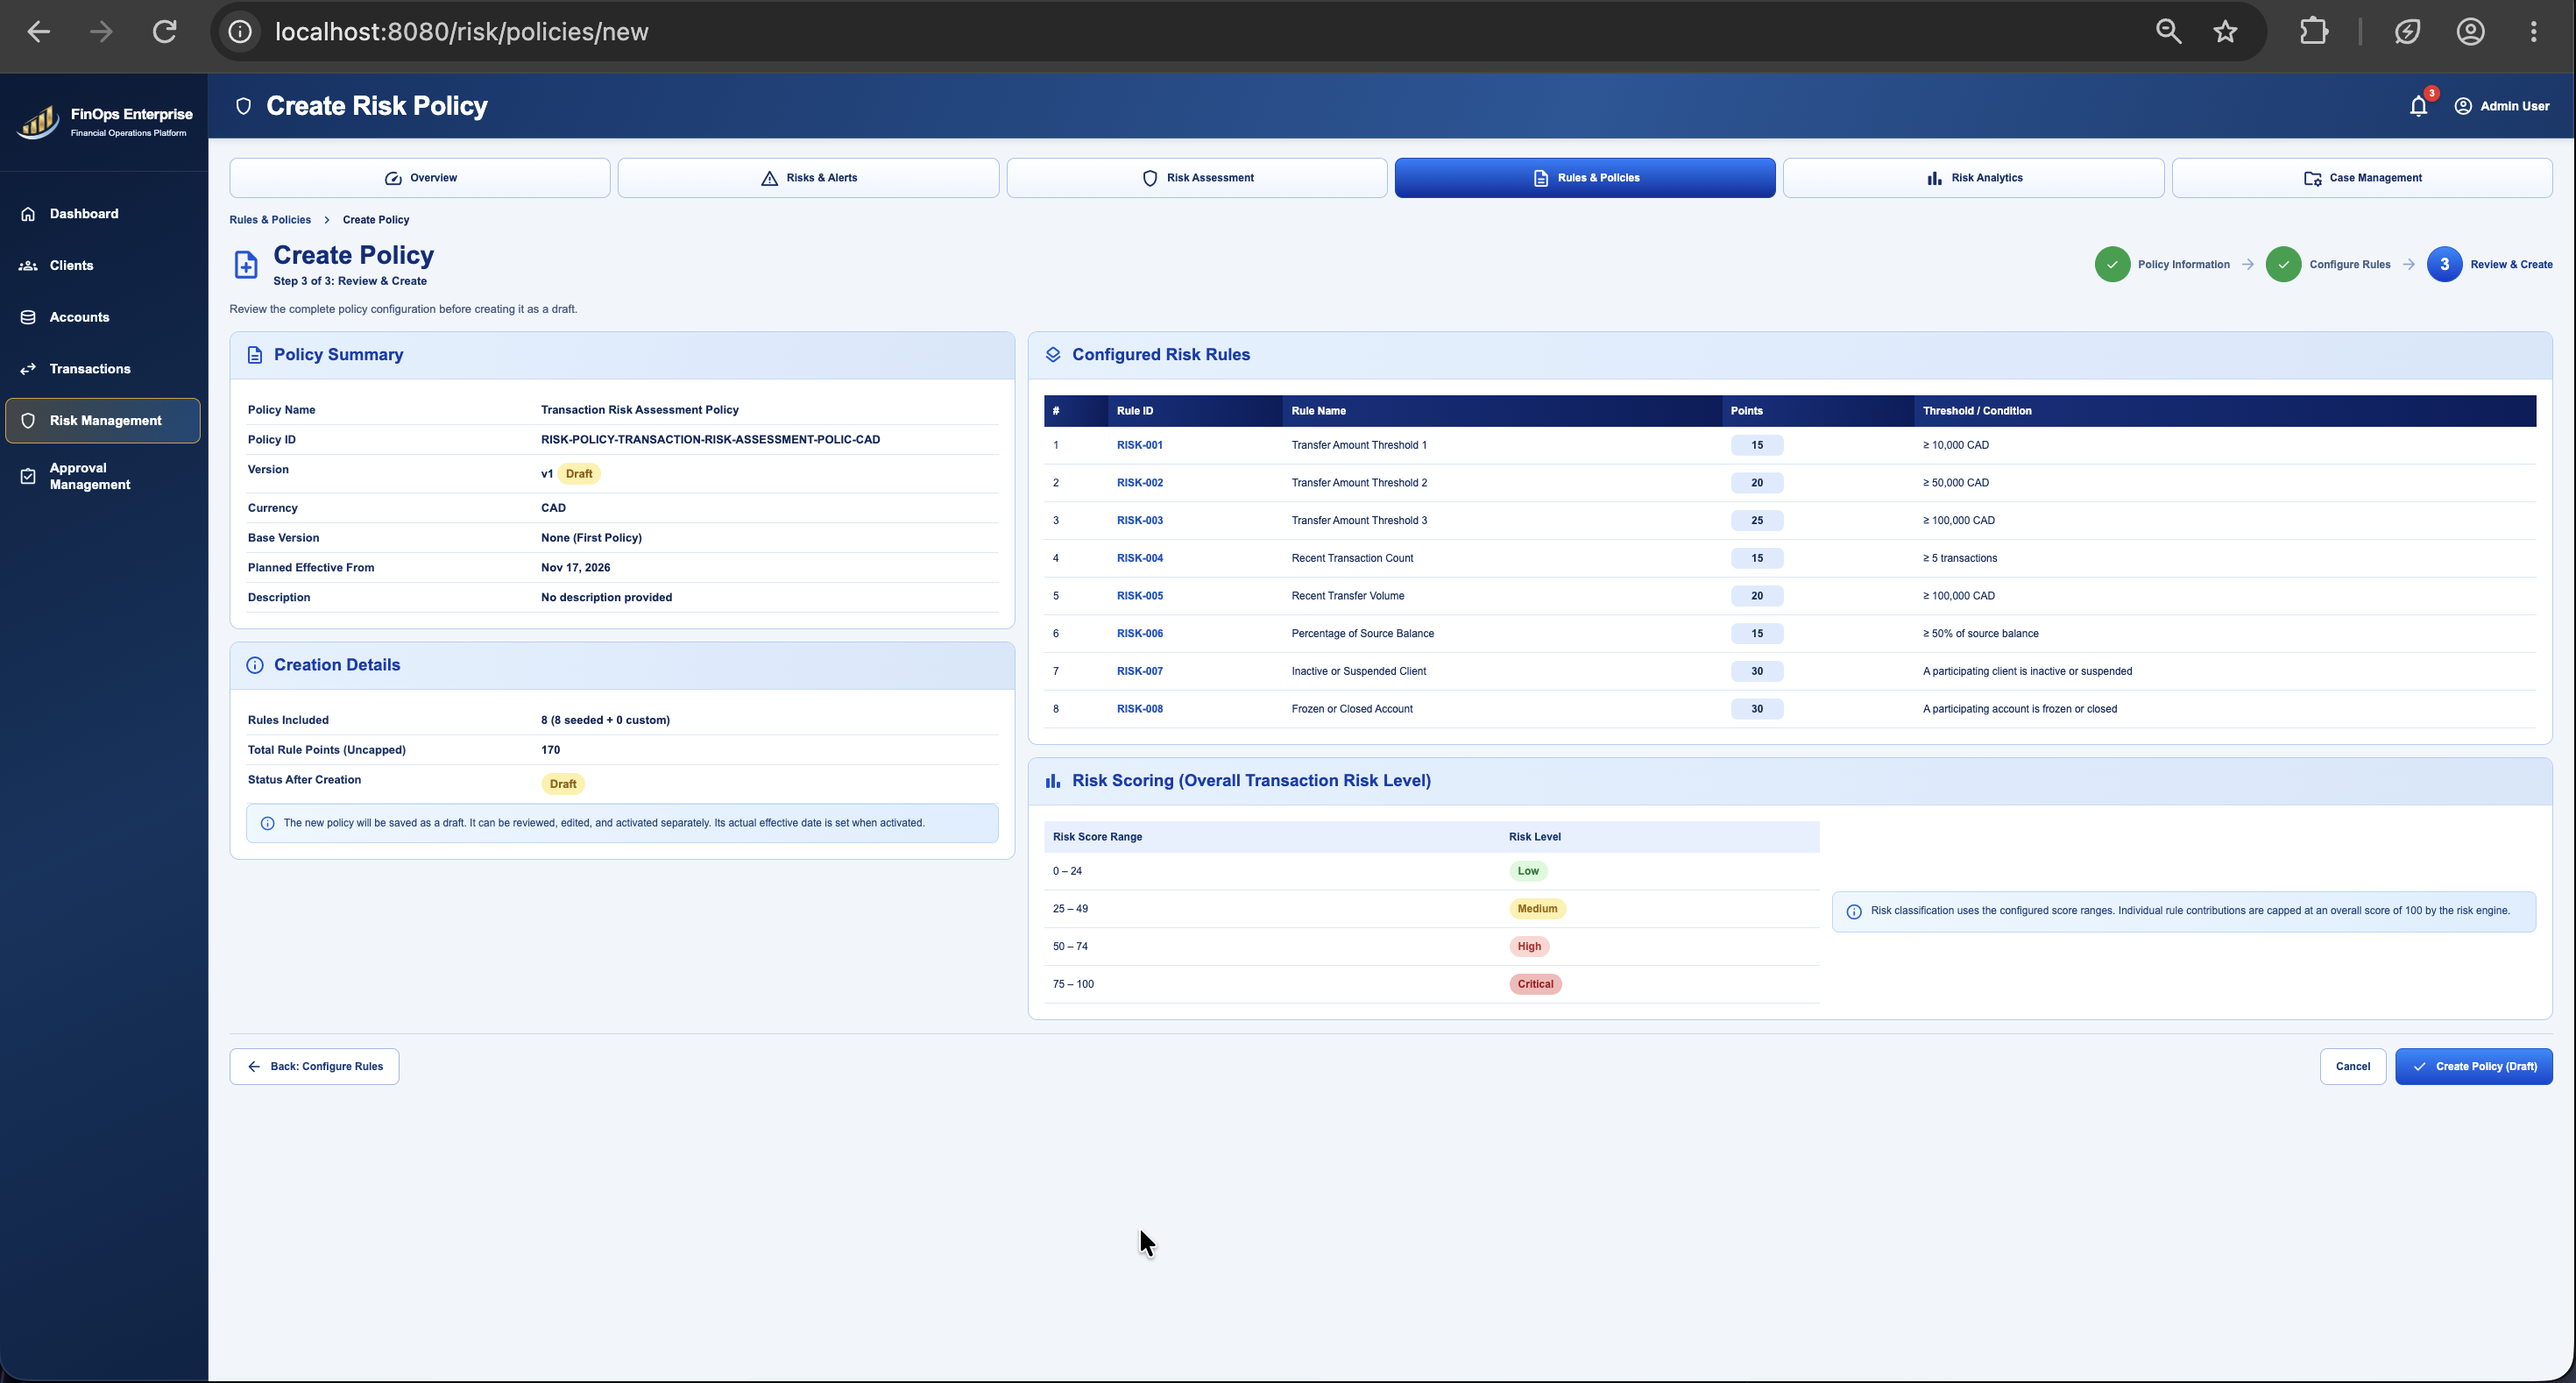 localhost:8080/risk/policies/new
FinOps Enterprise
Financial Operations Platform
Dashboard
Clients
Accounts
Transactions
Risk Management
Approval
Management
Create Risk Policy
3
Admin User
Overview
Risks & Alerts
Risk Assessment
Rules & Policies
Risk Analytics
Case Management
Rules & Policies > Create Policy
Create Policy
Step 3 of 3: Review & Create
Policy Information
Configure Rules
3 Review & Create
Review the complete policy configuration before creating it as a draft.
Policy Summary
Policy Name Transaction Risk Assessment Policy
Policy ID RISK-POLICY-TRANSACTION-RISK-ASSESSMENT-POLIC-CAD
Version v1 Draft
Currency CAD
Base Version None (First Policy)
Planned Effective From Nov 17, 2026
Description No description provided
Creation Details
Rules Included 8 (8 seeded + 0 custom)
Total Rule Points (Uncapped) 170
Status After Creation Draft
The new policy will be saved as a draft. It can be reviewed, edited, and activated separately. Its actual effective date is set when activated.
Configured Risk Rules
# Rule ID Rule Name Points Threshold / Condition
1 RISK-001 Transfer Amount Threshold 1 15 ≥ 10,000 CAD
2 RISK-002 Transfer Amount Threshold 2 20 ≥ 50,000 CAD
3 RISK-003 Transfer Amount Threshold 3 25 ≥ 100,000 CAD
4 RISK-004 Recent Transaction Count 15 ≥ 5 transactions
5 RISK-005 Recent Transfer Volume 20 ≥ 100,000 CAD
6 RISK-006 Percentage of Source Balance 15 ≥ 50% of source balance
7 RISK-007 Inactive or Suspended Client 30 A participating client is inactive or suspended
8 RISK-008 Frozen or Closed Account 30 A participating account is frozen or closed
Risk Scoring (Overall Transaction Risk Level)
Risk Score Range Risk Level
0 – 24 Low
25 – 49 Medium
50 – 74 High
75 – 100 Critical
Risk classification uses the configured score ranges. Individual rule contributions are capped at an overall score of 100 by the risk engine.
Back: Configure Rules
Cancel
Create Policy (Draft)